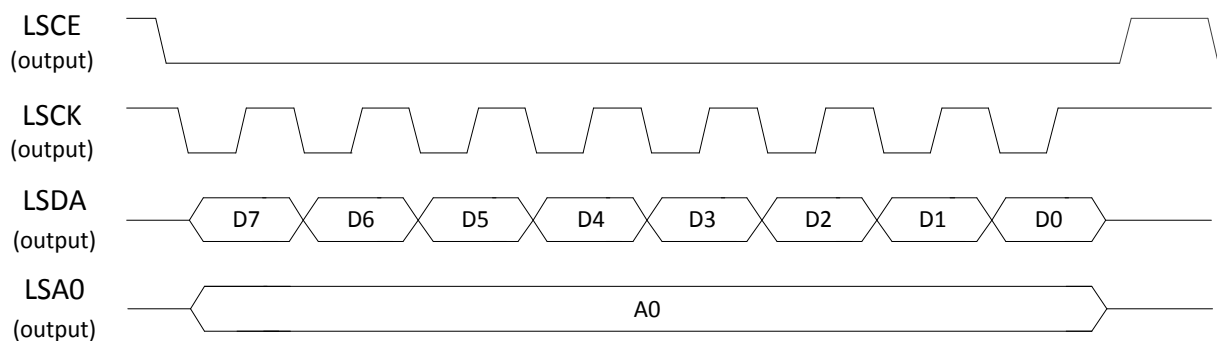 LSCE
(output)
LSCK
(output)
LSDA
(output)
D7 D6 D5 D4 D3 D2 D1 D0
LSA0
(output)
A0